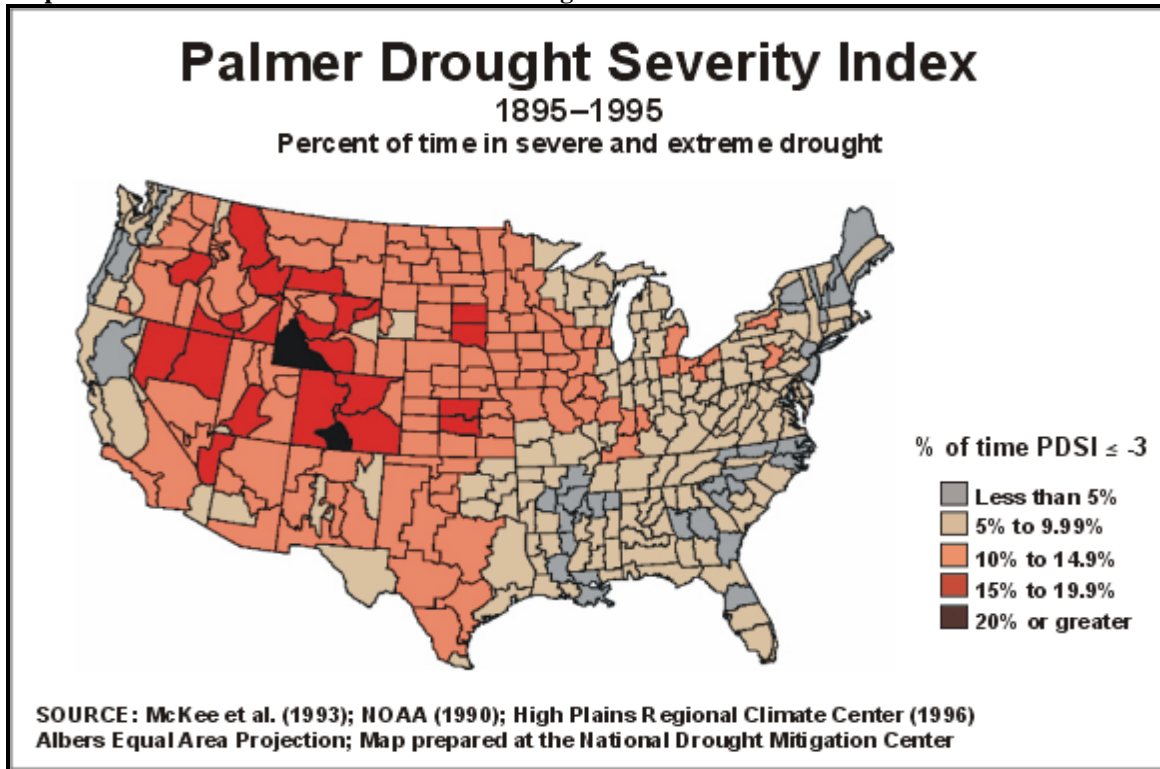 Palmer Drought Severity Index
1895–1995
Percent of time in severe and extreme drought
% of time PDSI ≤ -3
Less than 5%
5% to 9.99%
10% to 14.9%
15% to 19.9%
20% or greater
SOURCE: McKee et al. (1993); NOAA (1990); High Plains Regional Climate Center (1996)
Albers Equal Area Projection; Map prepared at the National Drought Mitigation Center